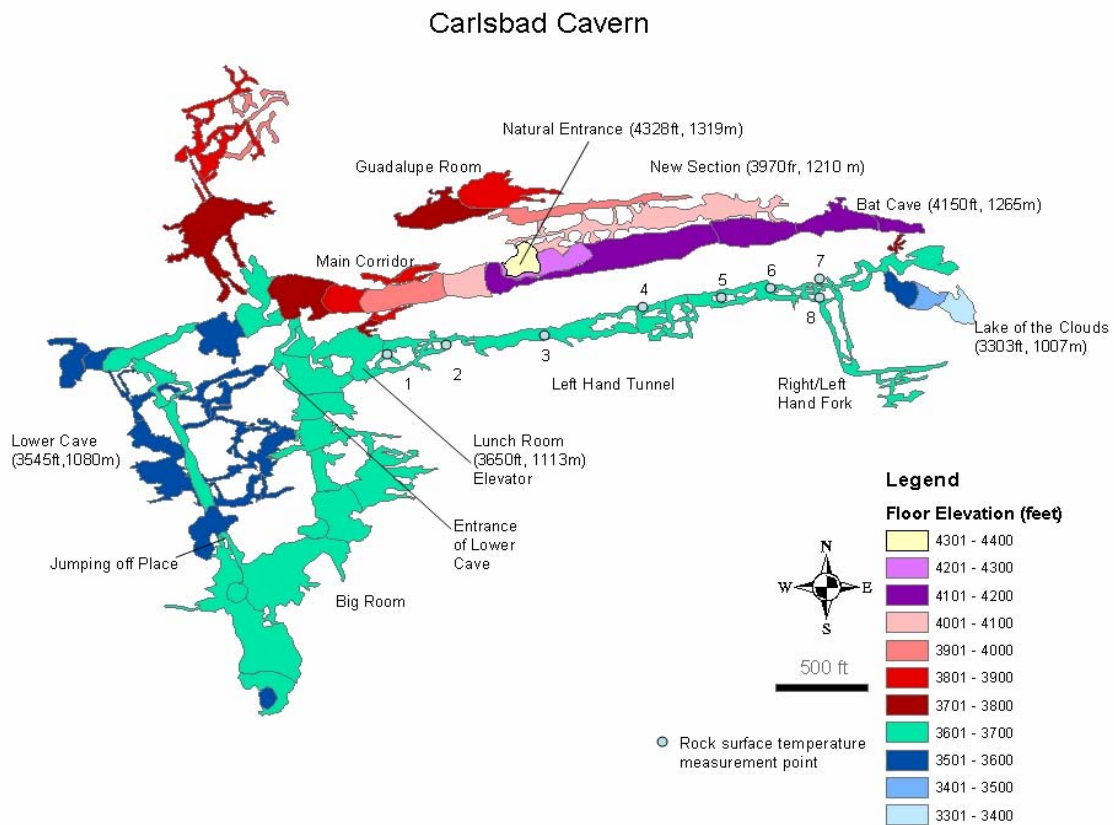 Carlsbad Cavern
Natural Entrance (4328ft, 1319m)
Guadalupe Room
New Section (3970fr, 1210 m)
Bat Cave (4150ft, 1265m)
Main Corridor
7
6
5
4
8
3
2
1
Lake of the Clouds
(3303ft, 1007m)
Left Hand Tunnel
Right/Left
Hand Fork
Lower Cave
(3545ft,1080m)
Lunch Room
(3650ft, 1113m)
Elevator
Entrance
of Lower
Cave
Jumping off Place
Big Room
N
W
E
S
500 ft
Rock surface temperature
measurement point
Legend
Floor Elevation (feet)
4301 - 4400
4201 - 4300
4101 - 4200
4001 - 4100
3901 - 4000
3801 - 3900
3701 - 3800
3601 - 3700
3501 - 3600
3401 - 3500
3301 - 3400